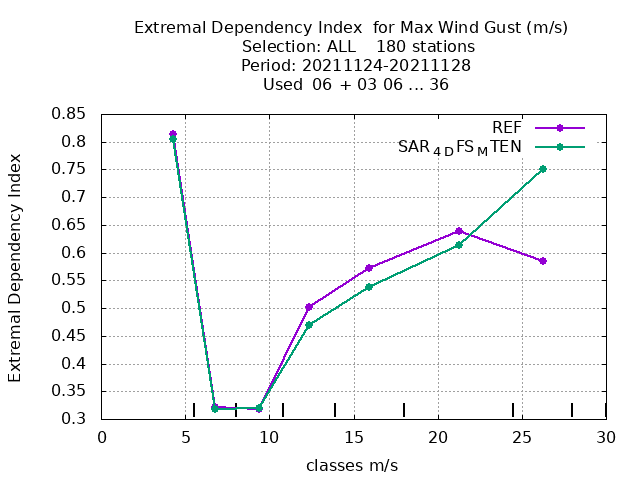 Extremal Dependency Index for Max Wind Gust (m/s)
Selection: ALL 180 stations
Period: 20211124-20211128
Used 06 + 03 06 ... 36
REF
SAR4DFSMTEN
Extremal Dependency Index
0.85
0.8
0.75
0.7
0.65
0.6
0.55
0.5
0.45
0.4
0.35
0.3
0 5 10 15 20 25 30
classes m/s